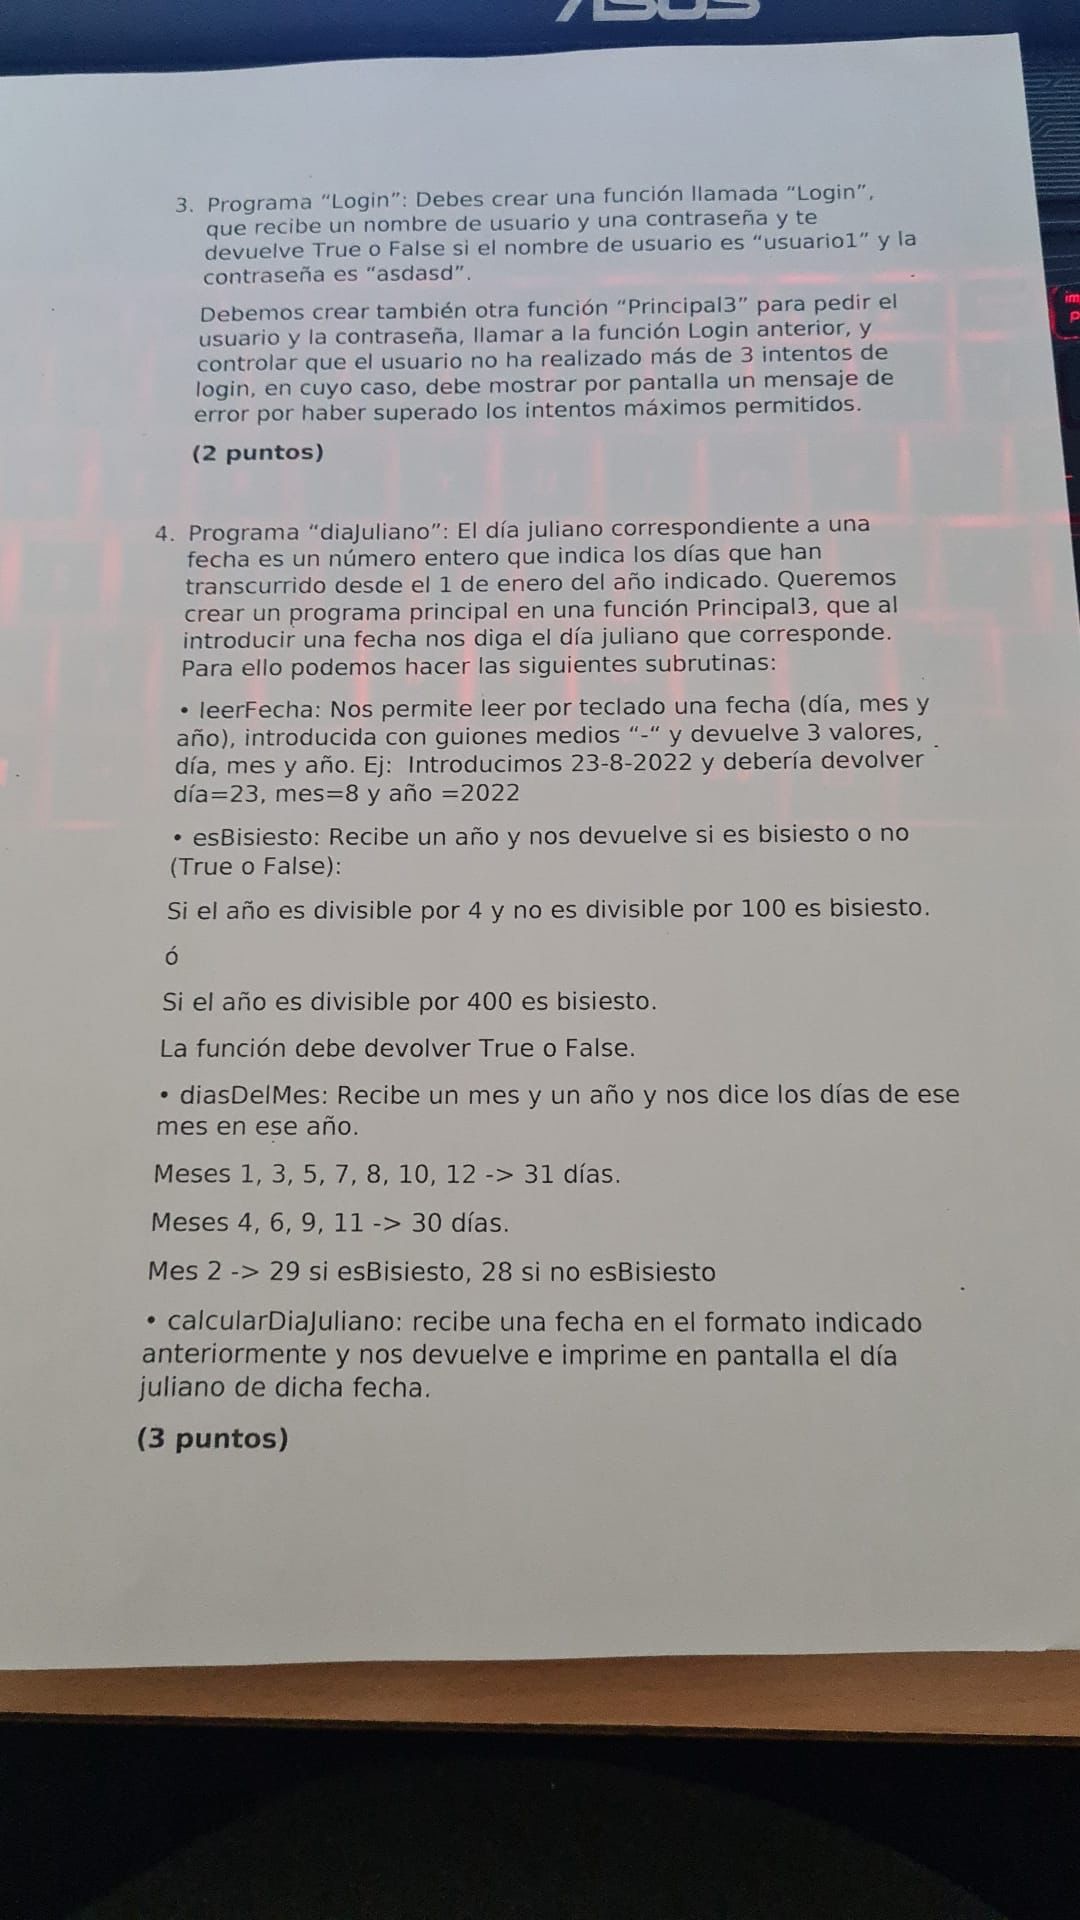 ASUS
3. Programa “Login”: Debes crear una función llamada “Login”,
que recibe un nombre de usuario y una contraseña y te
devuelve True o False si el nombre de usuario es “usuario1” y la
contraseña es “asdasd”.
Debemos crear también otra función “Principal3” para pedir el
usuario y la contraseña, llamar a la función Login anterior, y
controlar que el usuario no ha realizado más de 3 intentos de
login, en cuyo caso, debe mostrar por pantalla un mensaje de
error por haber superado los intentos máximos permitidos.
(2 puntos)
4. Programa “diaJuliano”: El día juliano correspondiente a una
fecha es un número entero que indica los días que han
transcurrido desde el 1 de enero del año indicado. Queremos
crear un programa principal en una función Principal3, que al
introducir una fecha nos diga el día juliano que corresponde.
Para ello podemos hacer las siguientes subrutinas:
• leerFecha: Nos permite leer por teclado una fecha (día, mes y
año), introducida con guiones medios “-“ y devuelve 3 valores,
día, mes y año. Ej: Introducimos 23-8-2022 y debería devolver
día=23, mes=8 y año =2022
• esBisiesto: Recibe un año y nos devuelve si es bisiesto o no
(True o False):
Si el año es divisible por 4 y no es divisible por 100 es bisiesto.
ó
Si el año es divisible por 400 es bisiesto.
La función debe devolver True o False.
• diasDelMes: Recibe un mes y un año y nos dice los días de ese
mes en ese año.
Meses 1, 3, 5, 7, 8, 10, 12 -> 31 días.
Meses 4, 6, 9, 11 -> 30 días.
Mes 2 -> 29 si esBisiesto, 28 si no esBisiesto
• calcularDiaJuliano: recibe una fecha en el formato indicado
anteriormente y nos devuelve e imprime en pantalla el día
juliano de dicha fecha.
(3 puntos)